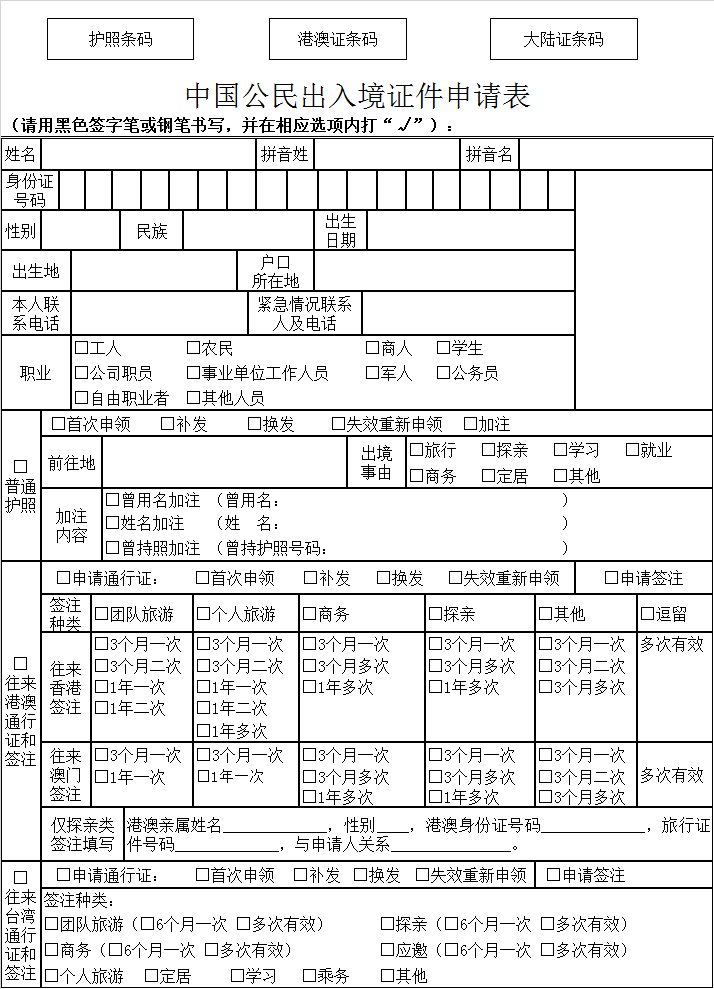 护照条码 港澳证条码 大陆证条码
中国公民出入境证件申请表
（请用黑色签字笔或钢笔书写，并在相应选项内打“√”）：
姓名 拼音姓 拼音名
身份证
号码
性别 民族 出生
日期
出生地 户口
所在地
本人联
系电话 紧急情况联系
人及电话
职业 □工人 □农民 □商人 □学生
□公司职员 □事业单位工作人员 □军人 □公务员
□自由职业者 □其他人员
□
普通
护照
□首次申领 □补发 □换发 □失效重新申领 □加注
前往地 出境
事由 □旅行 □探亲 □学习 □就业
□商务 □定居 □其他
加注
内容
□曾用名加注 （曾用名： ）
□姓名加注 （姓 名： ）
□曾持照加注 （曾持护照号码： ）
□
往来
港澳
通行
证和
签注
□申请通行证： □首次申领 □补发 □换发 □失效重新申领 □申请签注
签注
种类 □团队旅游 □个人旅游 □商务 □探亲 □其他 □逗留
往来
香港
签注
□3个月一次 □3个月一次 □3个月一次 □3个月一次 □3个月一次 多次有效
□3个月二次 □3个月二次 □3个月多次 □3个月多次 □3个月二次
□1年一次 □1年一次 □1年多次 □1年多次 □3个月多次
□1年二次 □1年二次
□1年多次
往来
澳门
签注
□3个月一次 □3个月一次 □3个月一次 □3个月一次 □3个月一次
□1年一次 □1年一次 □3个月多次 □3个月多次 □3个月二次 多次有效
□1年多次 □1年多次 □3个月多次
仅探亲类
签注填写
港澳亲属姓名_____________，性别____，港澳身份证号码_____________，旅行证
件号码_____________，与申请人关系_______________。
□
往来
台湾
通行
证和
签注
□申请通行证： □首次申领 □补发 □换发 □失效重新申领 □申请签注
签注种类：
□团队旅游（□6个月一次 □多次有效） □探亲（□6个月一次 □多次有效）
□商务（□6个月一次 □多次有效） □应邀（□6个月一次 □多次有效）
□个人旅游 □定居 □学习 □乘务 □其他